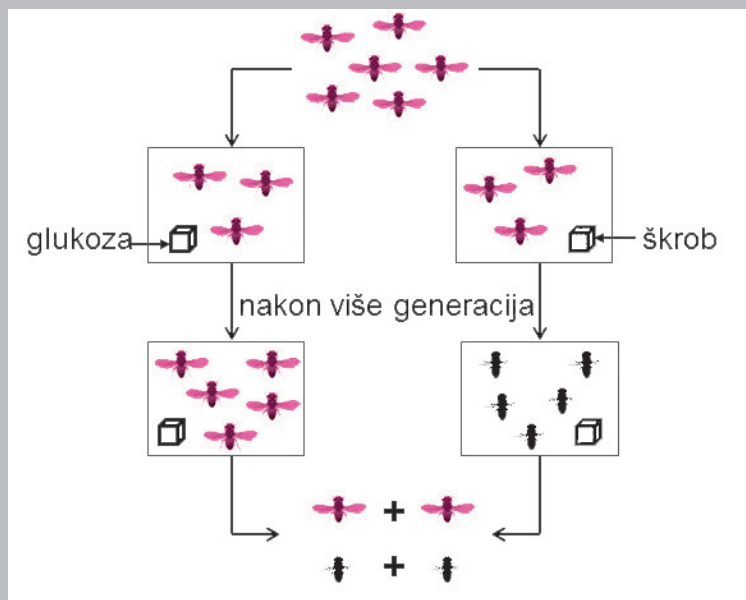 glukoza
škrob
nakon više generacija
+
+